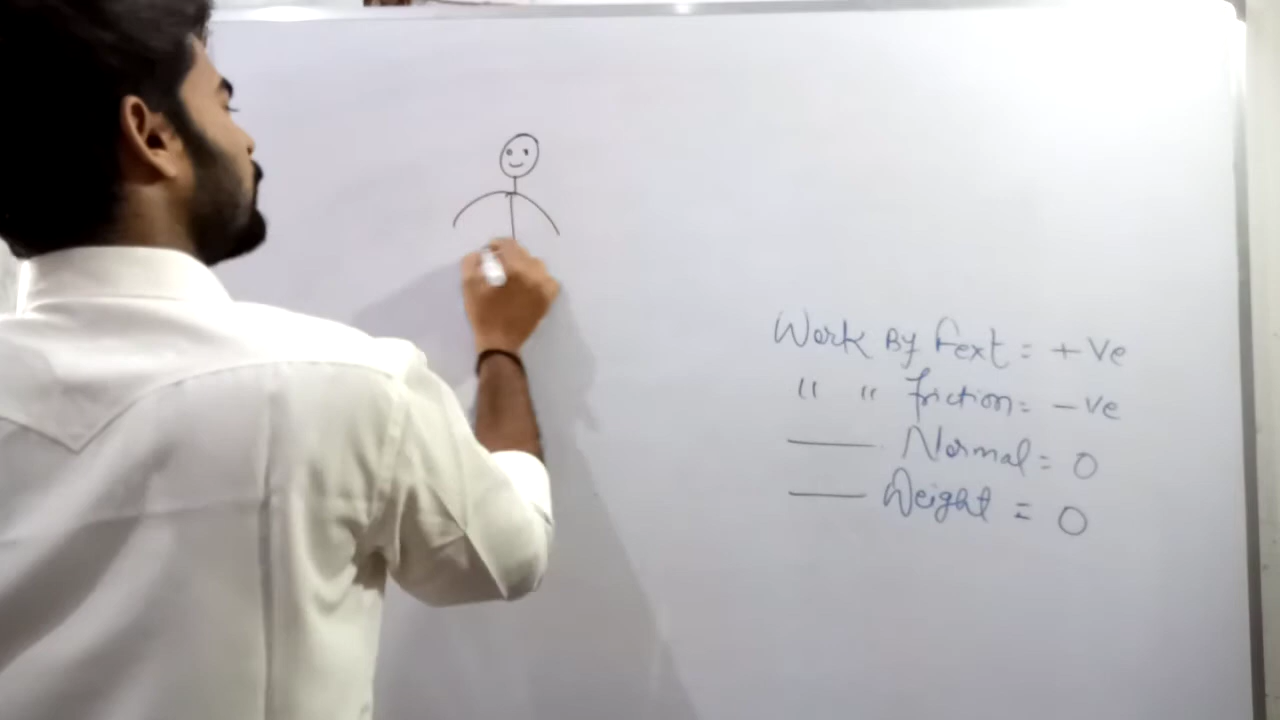 Work By Fext = +ve
" " friction = -ve
—— Normal = 0
—— Weight = 0